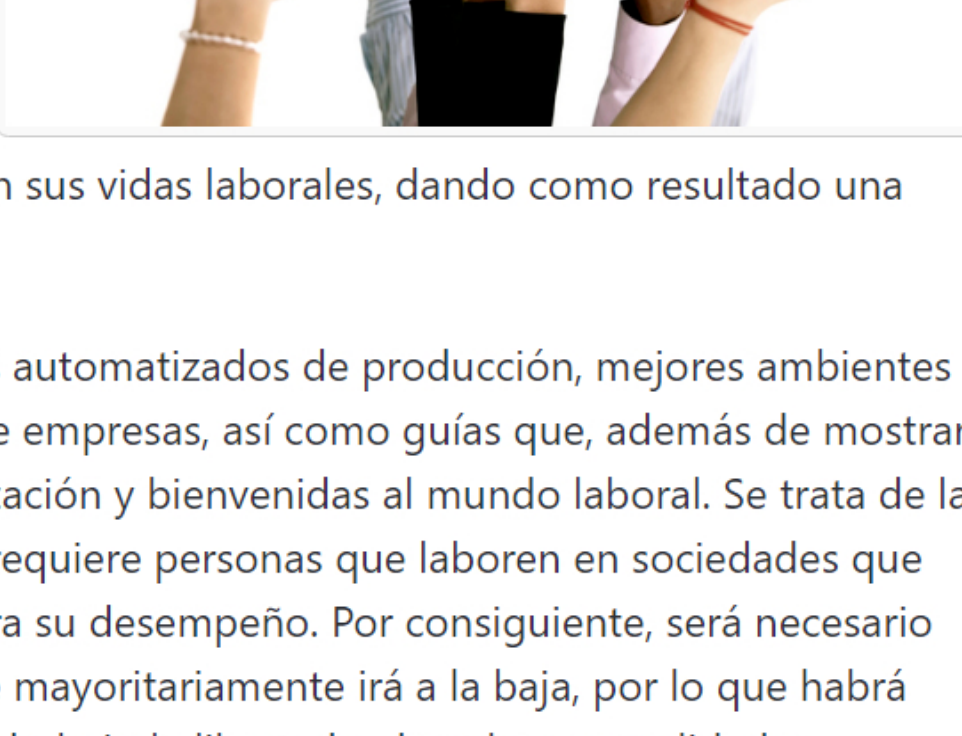 sus vidas laborales, dando como resultado una
automatizados de producción, mejores ambientes
empresas, así como guías que, además de mostrar
y bienvenidas al mundo laboral. Se trata de la
personas que laboren en sociedades que
su desempeño. Por consiguiente, será necesario
mayoritariamente irá a la baja, por lo que habrá